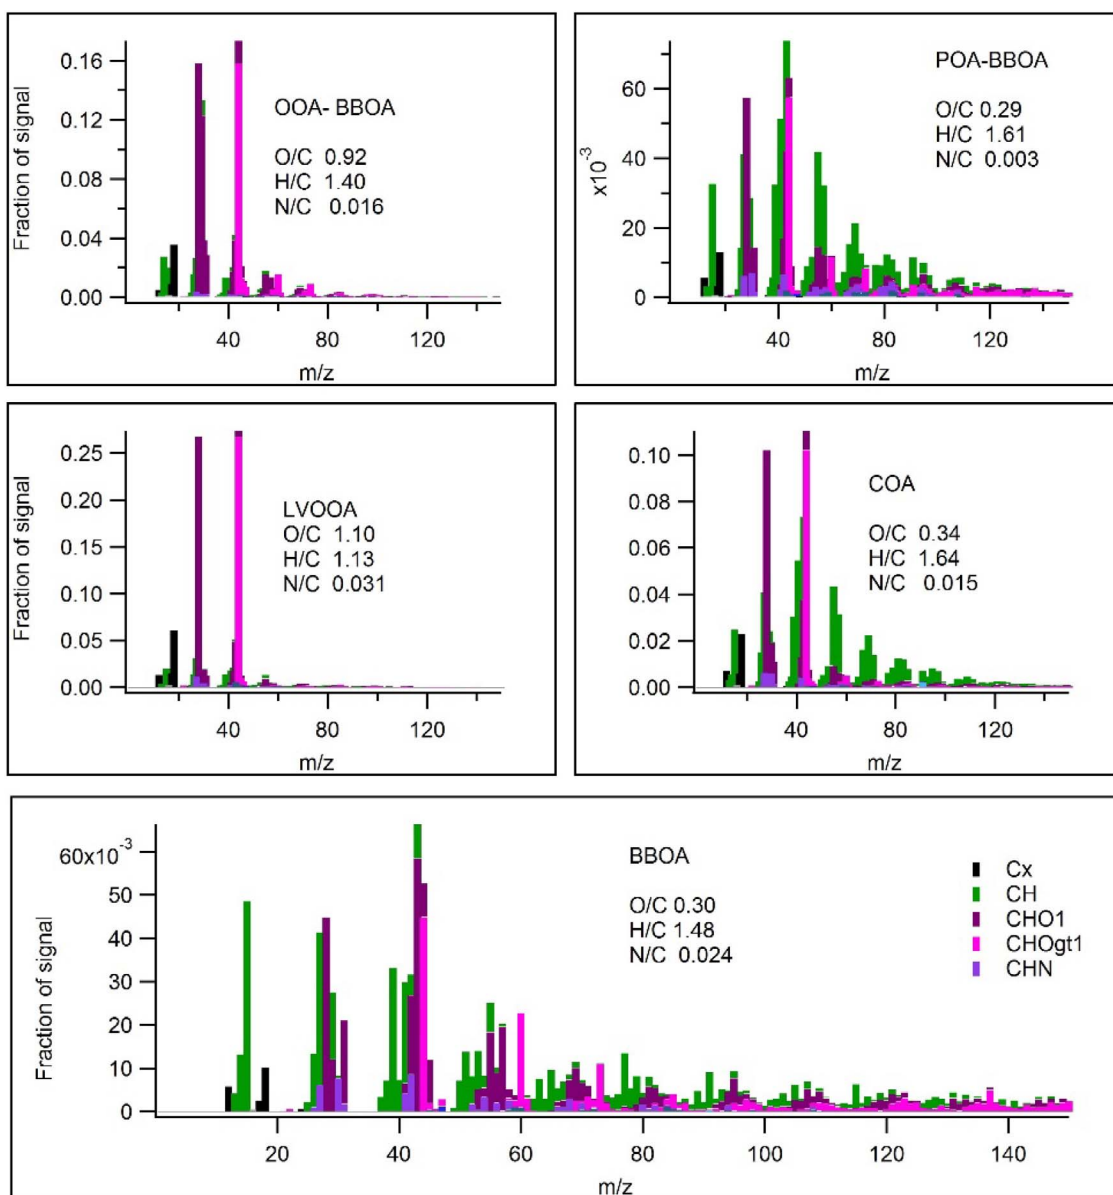 Fraction of signal
0.16
0.12
0.08
0.04
0.00
OOA- BBOA
O/C 0.92
H/C 1.40
N/C 0.016
40
80
120
m/z
x10-3
60
40
20
0
POA-BBOA
O/C 0.29
H/C 1.61
N/C 0.003
40
80
120
m/z
Fraction of signal
0.25
0.20
0.15
0.10
0.05
0.00
LVOOA
O/C 1.10
H/C 1.13
N/C 0.031
40
80
120
m/z
0.10
0.08
0.06
0.04
0.02
0.00
COA
O/C 0.34
H/C 1.64
N/C 0.015
40
80
120
m/z
Fraction of signal
60x10-3
50
40
30
20
10
0
BBOA
O/C 0.30
H/C 1.48
N/C 0.024
Cx
CH
CHO1
CHOgt1
CHN
20
40
60
80
100
120
140
m/z